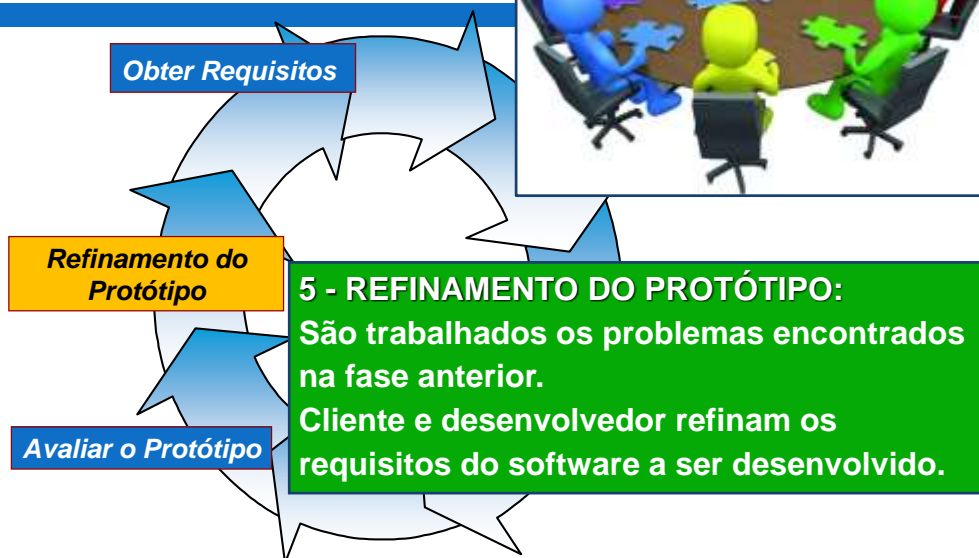 Obter Requisitos
Refinamento do
Protótipo
5 - REFINAMENTO DO PROTÓTIPO:
São trabalhados os problemas encontrados
na fase anterior.
Cliente e desenvolvedor refinam os
requisitos do software a ser desenvolvido.
Avaliar o Protótipo